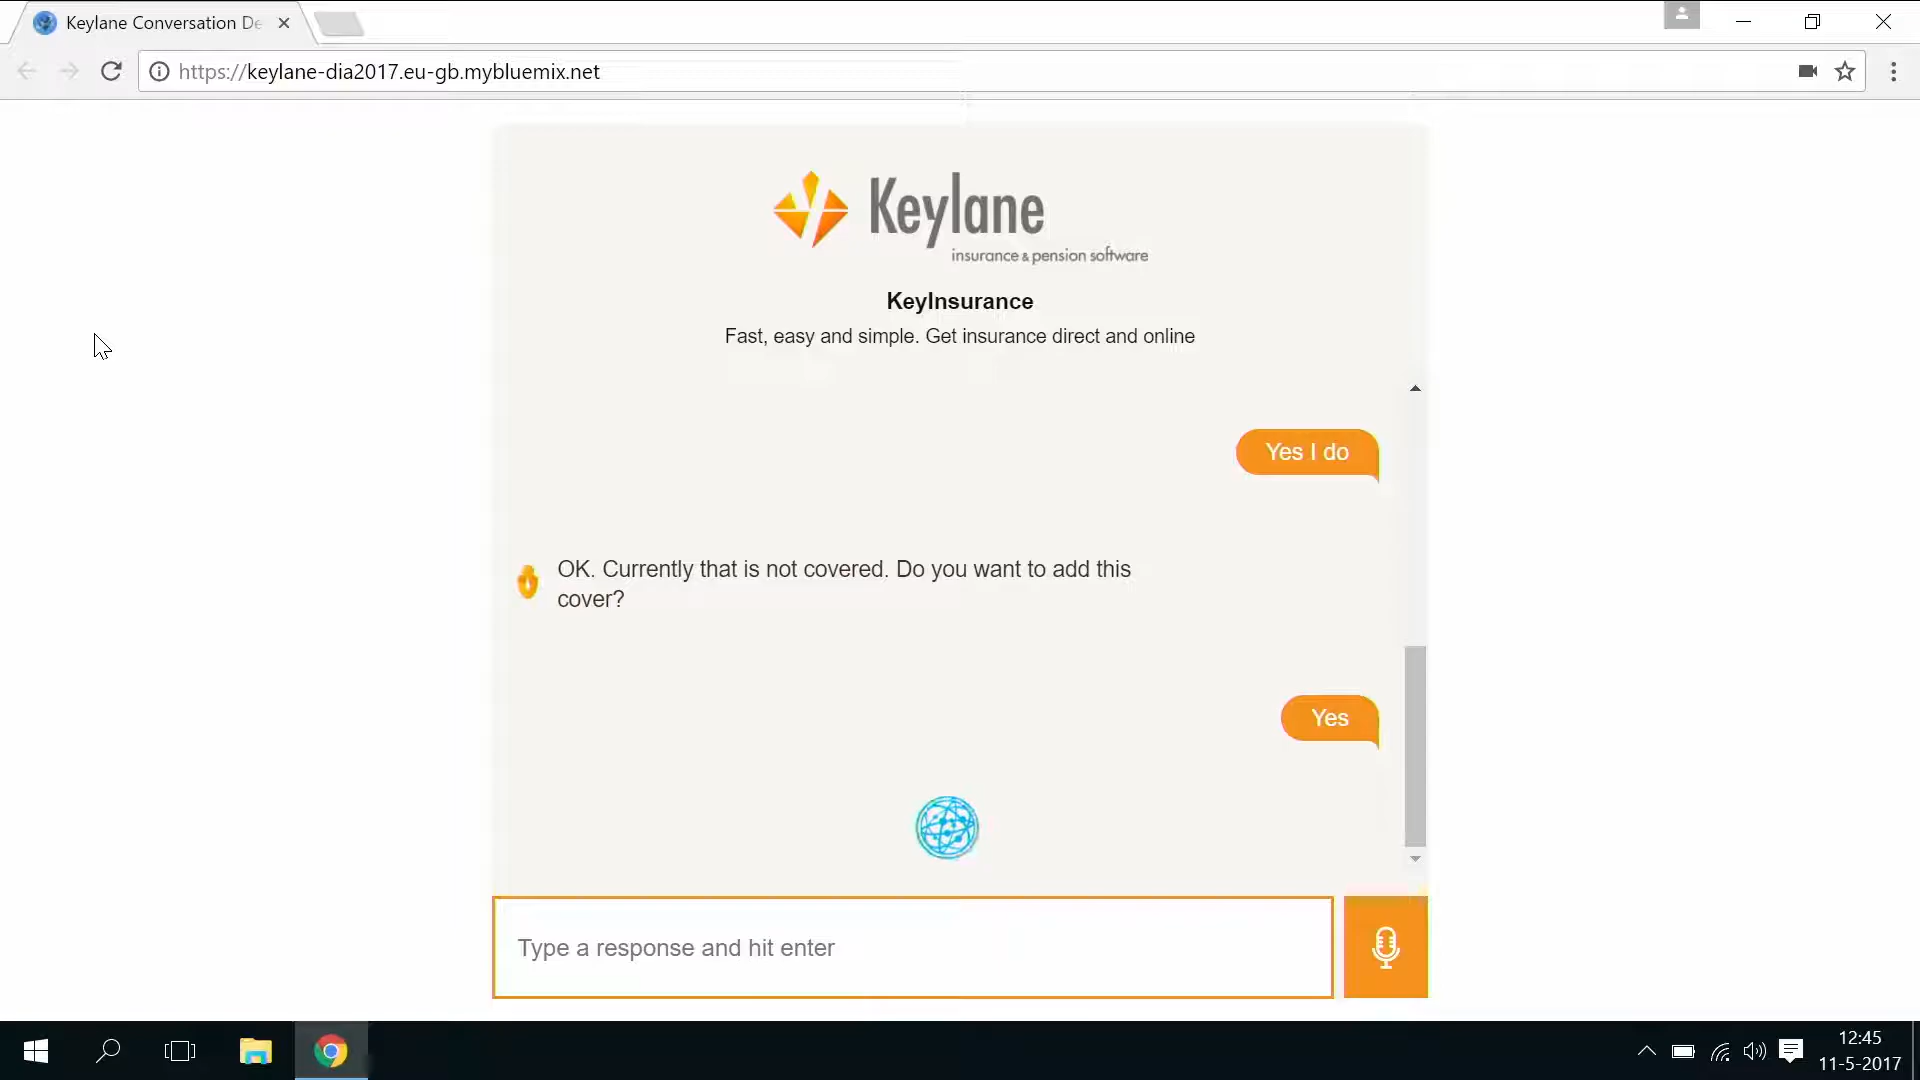 Keylane Conversation De
https://keylane-dia2017.eu-gb.mybluemix.net
Keylane
insurance & pension software
KeyInsurance
Fast, easy and simple. Get insurance direct and online
Yes I do
OK. Currently that is not covered. Do you want to add this
cover?
Yes
Type a response and hit enter
12:45
11-5-2017